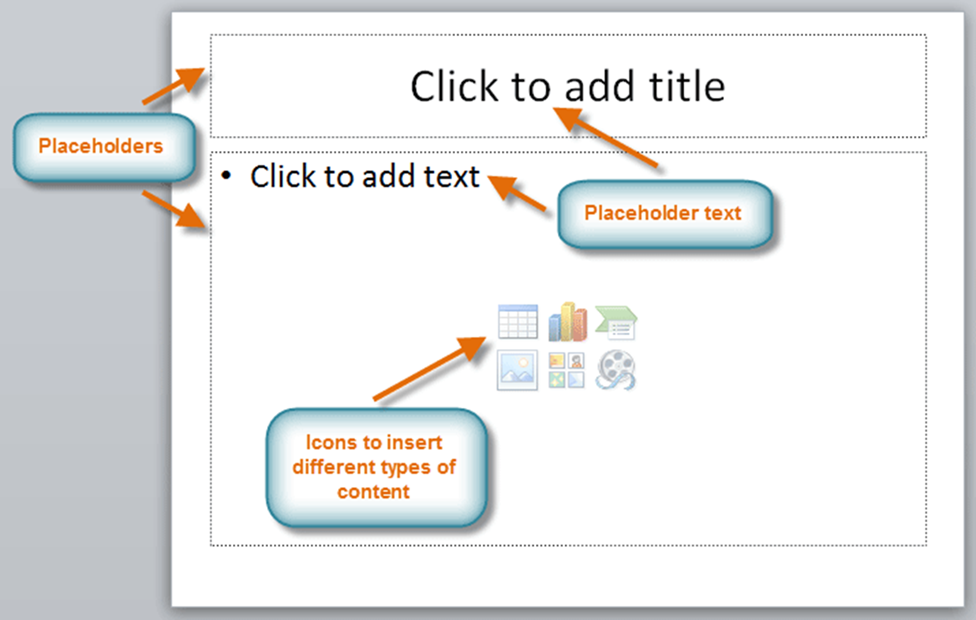 Click to add title
Placeholders
• Click to add text
Placeholder text
Icons to insert
different types of
content